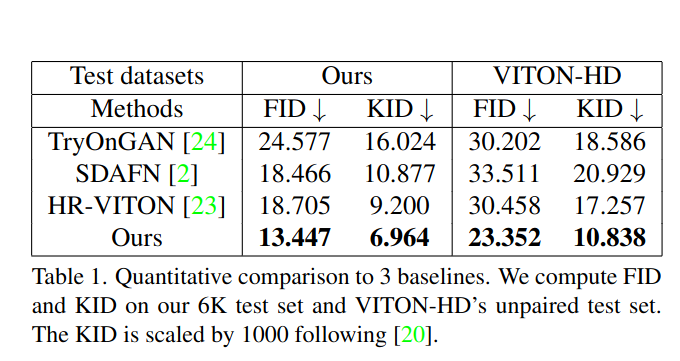 Test datasets Ours VITON-HD
Methods FID ↓ KID ↓ FID ↓ KID ↓
TryOnGAN [24] 24.577 16.024 30.202 18.586
SDAFN [2] 18.466 10.877 33.511 20.929
HR-VITON [23] 18.705 9.200 30.458 17.257
Ours 13.447 6.964 23.352 10.838
Table 1. Quantitative comparison to 3 baselines. We compute FID
and KID on our 6K test set and VITON-HD's unpaired test set.
The KID is scaled by 1000 following [20].